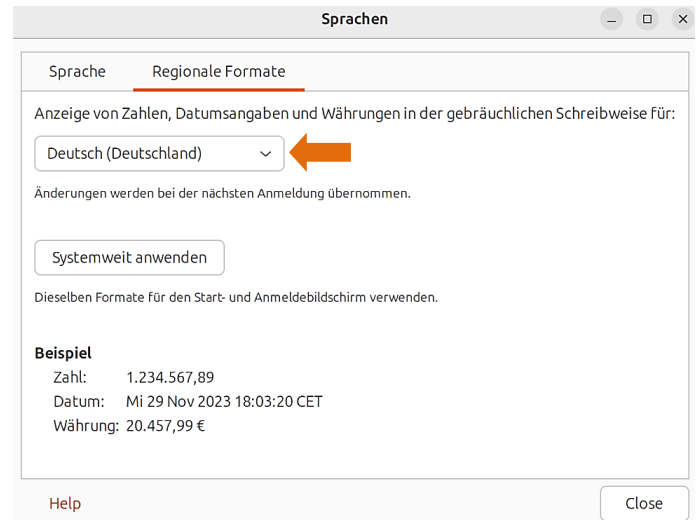 Sprachen
Sprache Regionale Formate
Anzeige von Zahlen, Datumsangaben und Währungen in der gebräuchlichen Schreibweise für:
Deutsch (Deutschland)
Änderungen werden bei der nächsten Anmeldung übernommen.
Systemweit anwenden
Dieselben Formate für den Start- und Anmeldebildschirm verwenden.
Beispiel
Zahl: 1.234.567,89
Datum: Mi 29 Nov 2023 18:03:20 CET
Währung: 20.457,99 €
Help Close